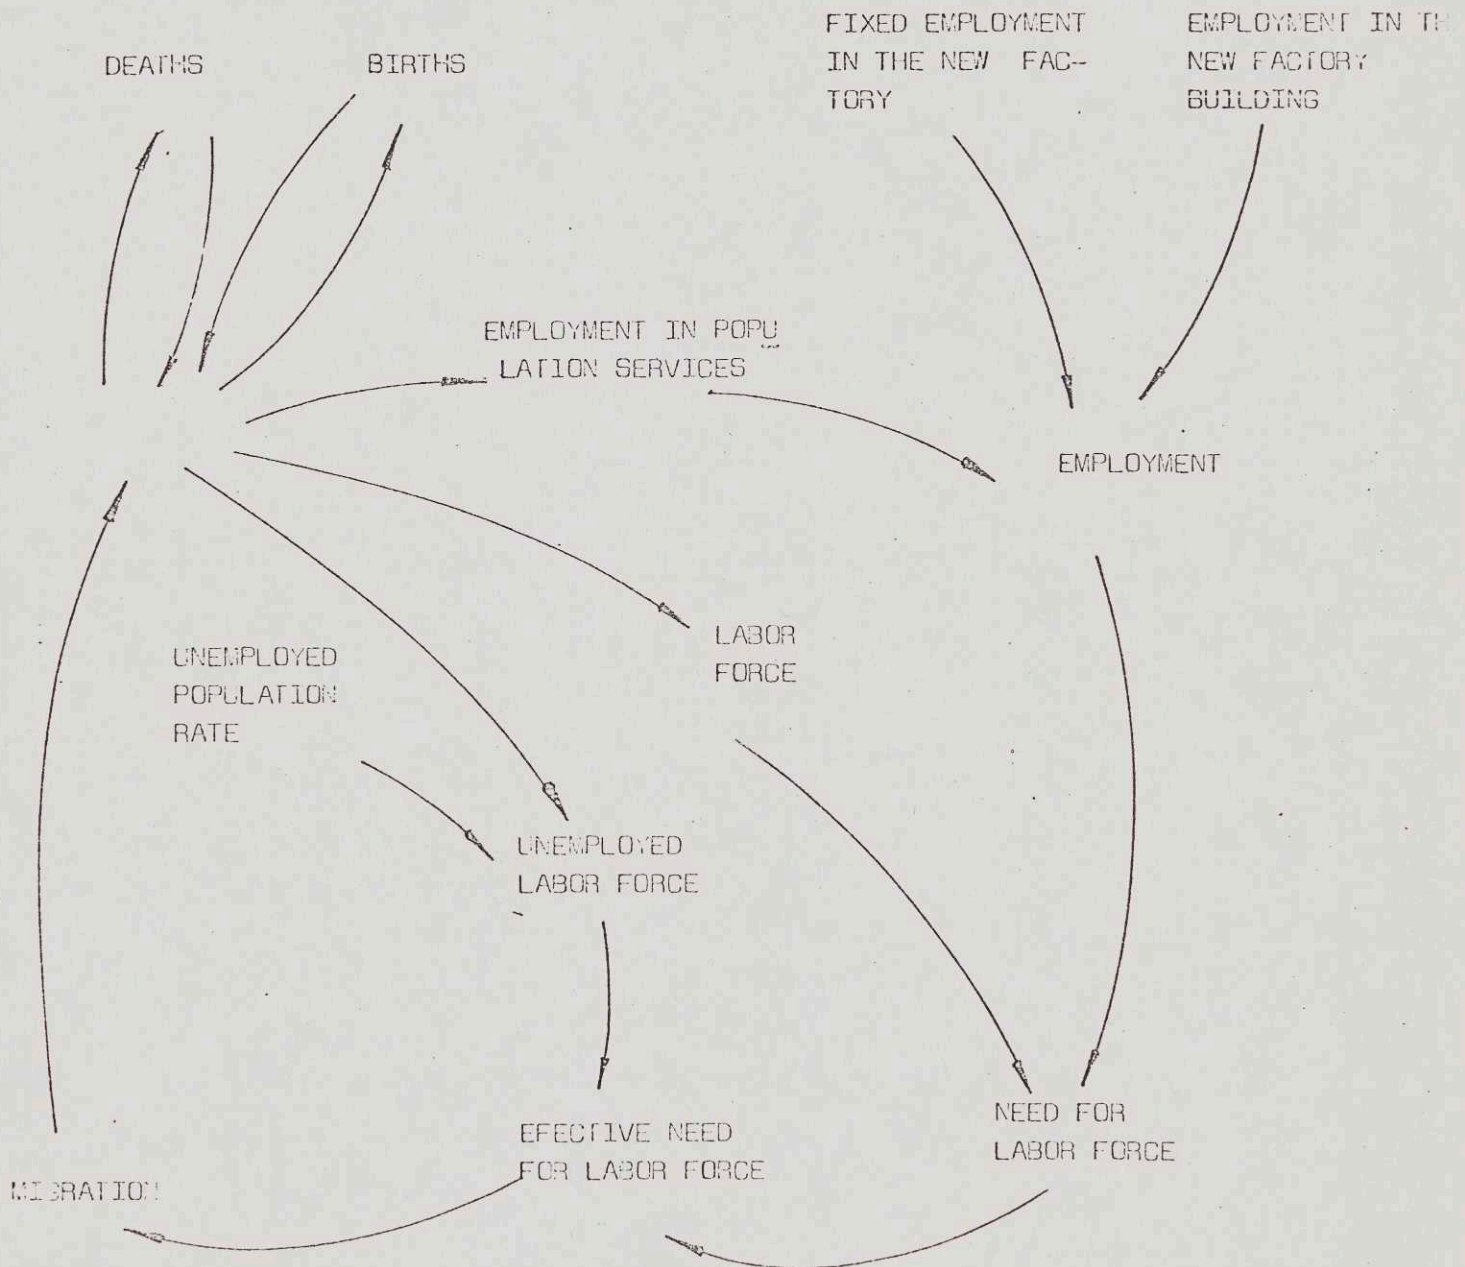 DEATHS
BIRTHS
FIXED EMPLOYMENT
IN THE NEW FAC-
TORY
EMPLOYMENT IN TH
NEW FACTORY
BUILDING
EMPLOYMENT IN POPU
LATION SERVICES
EMPLOYMENT
LABOR
FORCE
UNEMPLOYED
POPULATION
RATE
UNEMPLOYED
LABOR FORCE
EFECTIVE NEED
FOR LABOR FORCE
NEED FOR
LABOR FORCE
MIGRATION